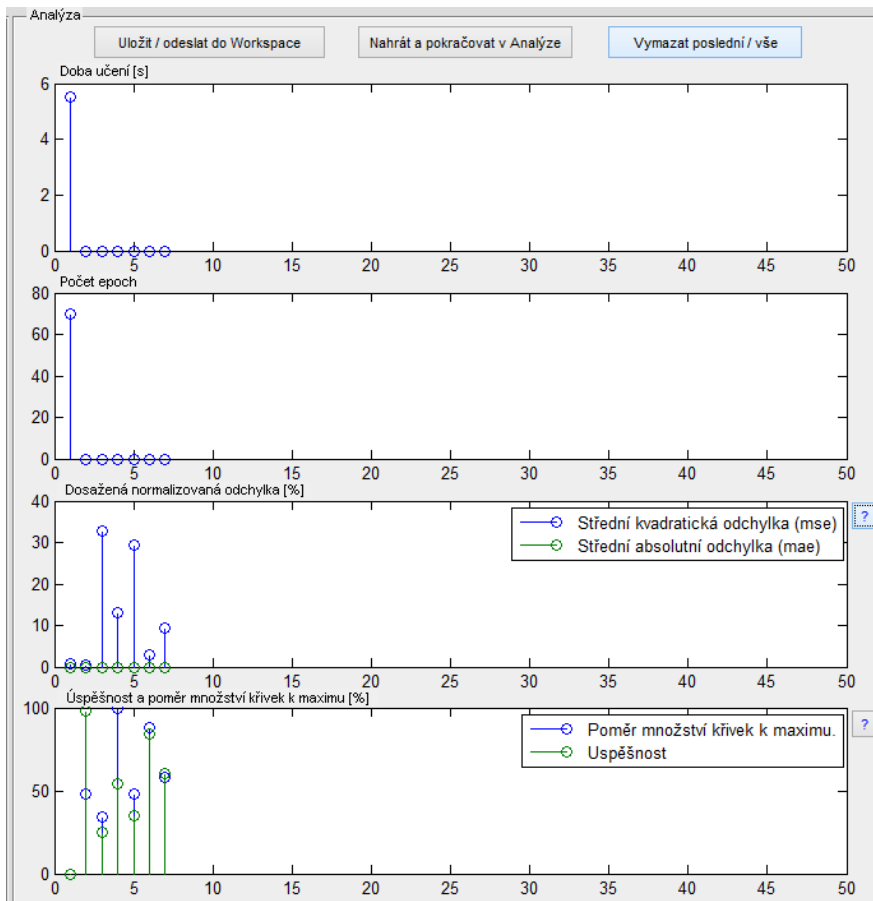 Analýza
Uložit / odeslat do Workspace Nahrát a pokračovat v Analýze Vymazat poslední / vše
Doba učení [s]
6
4
2
0
0 5 10 15 20 25 30 35 40 45 50
Počet epoch
80
60
40
20
0
0 5 10 15 20 25 30 35 40 45 50
Dosažená normalizovaná odchylka [%]
40
30
20
10
0
Střední kvadratická odchylka (mse)
Střední absolutní odchylka (mae)
?
0 5 10 15 20 25 30 35 40 45 50
Úspěšnost a poměr množství křivek k maximu [%]
100
50
0
Poměr množství křivek k maximu.
Uspěšnost
?
0 5 10 15 20 25 30 35 40 45 50